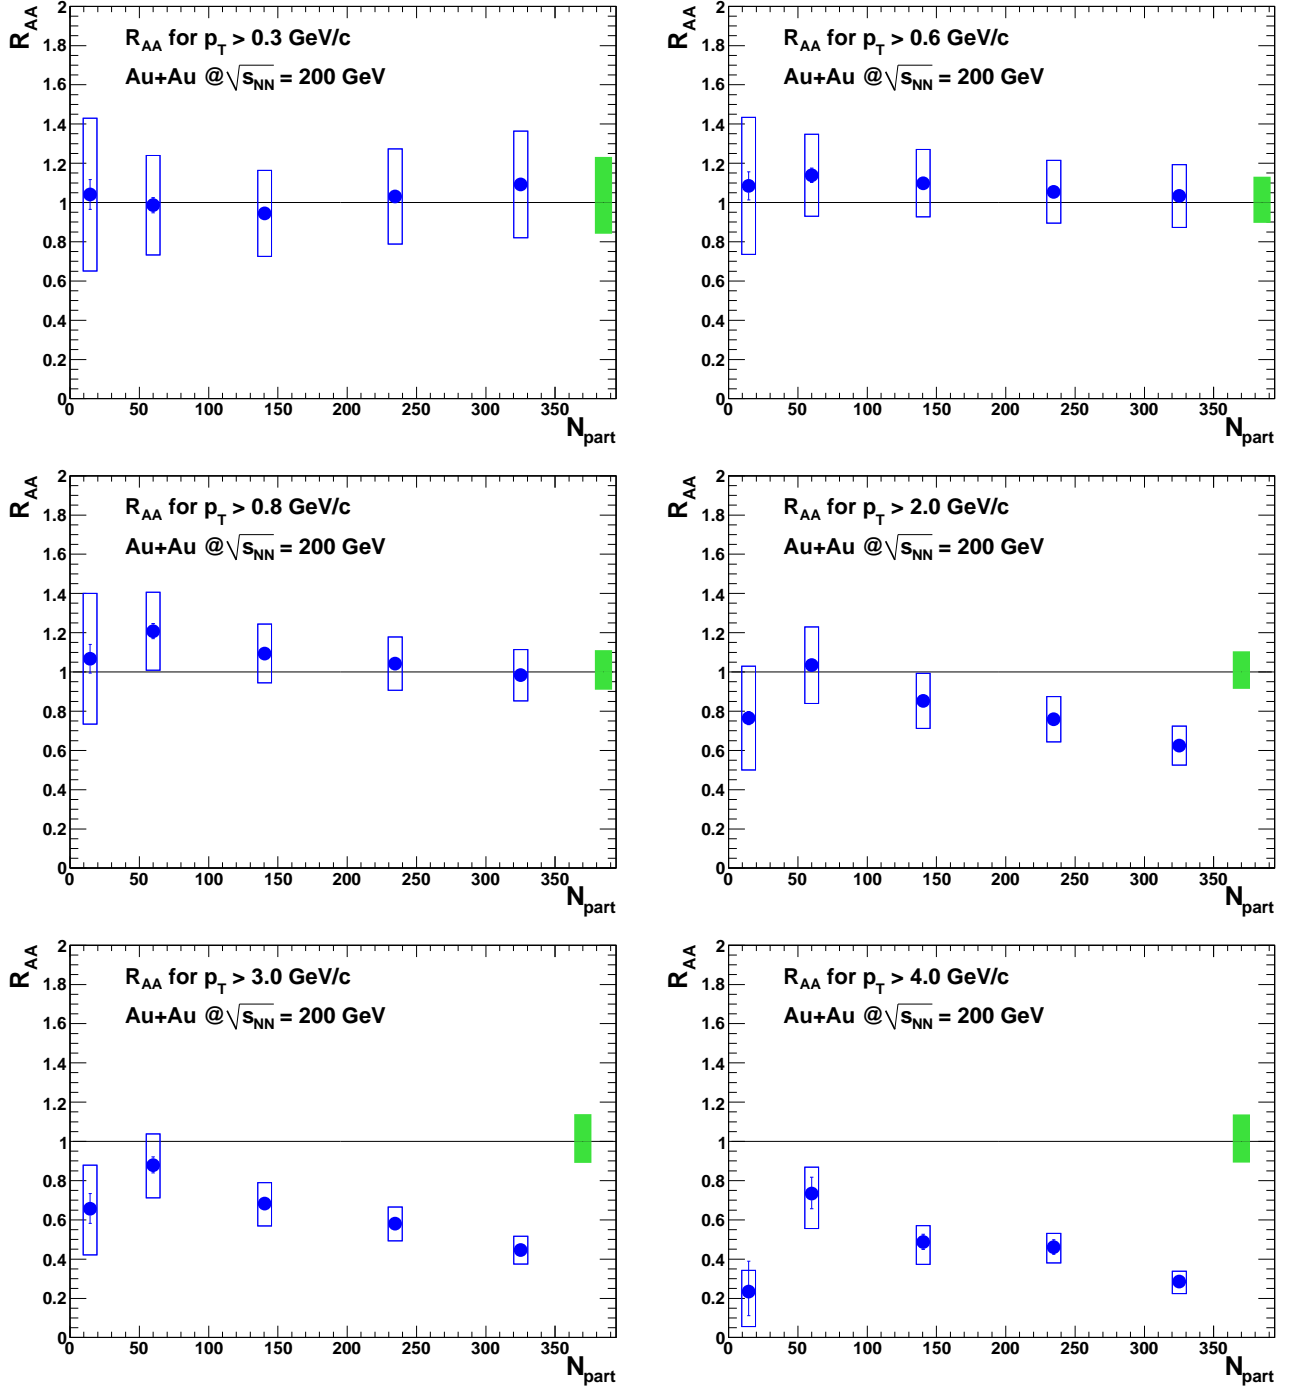 R_AA
R_AA for p_T > 0.3 GeV/c
Au+Au @√s_NN = 200 GeV
2
1.8
1.6
1.4
1.2
1
0.8
0.6
0.4
0.2
0
0 50 100 150 200 250 300 350
N_part
R_AA
R_AA for p_T > 0.6 GeV/c
Au+Au @√s_NN = 200 GeV
2
1.8
1.6
1.4
1.2
1
0.8
0.6
0.4
0.2
0
0 50 100 150 200 250 300 350
N_part
R_AA
R_AA for p_T > 0.8 GeV/c
Au+Au @√s_NN = 200 GeV
2
1.8
1.6
1.4
1.2
1
0.8
0.6
0.4
0.2
0
0 50 100 150 200 250 300 350
N_part
R_AA
R_AA for p_T > 2.0 GeV/c
Au+Au @√s_NN = 200 GeV
2
1.8
1.6
1.4
1.2
1
0.8
0.6
0.4
0.2
0
0 50 100 150 200 250 300 350
N_part
R_AA
R_AA for p_T > 3.0 GeV/c
Au+Au @√s_NN = 200 GeV
2
1.8
1.6
1.4
1.2
1
0.8
0.6
0.4
0.2
0
0 50 100 150 200 250 300 350
N_part
R_AA
R_AA for p_T > 4.0 GeV/c
Au+Au @√s_NN = 200 GeV
2
1.8
1.6
1.4
1.2
1
0.8
0.6
0.4
0.2
0
0 50 100 150 200 250 300 350
N_part